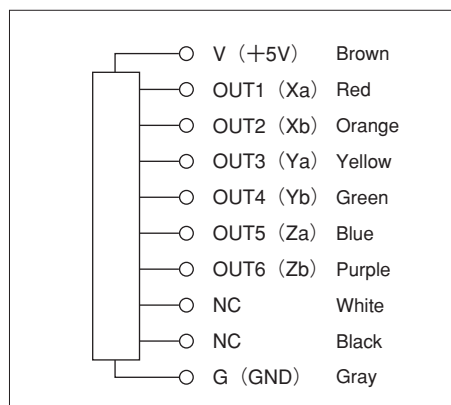 V（＋5V） Brown
OUT1（Xa） Red
OUT2（Xb） Orange
OUT3（Ya） Yellow
OUT4（Yb） Green
OUT5（Za） Blue
OUT6（Zb） Purple
NC White
NC Black
G（GND） Gray